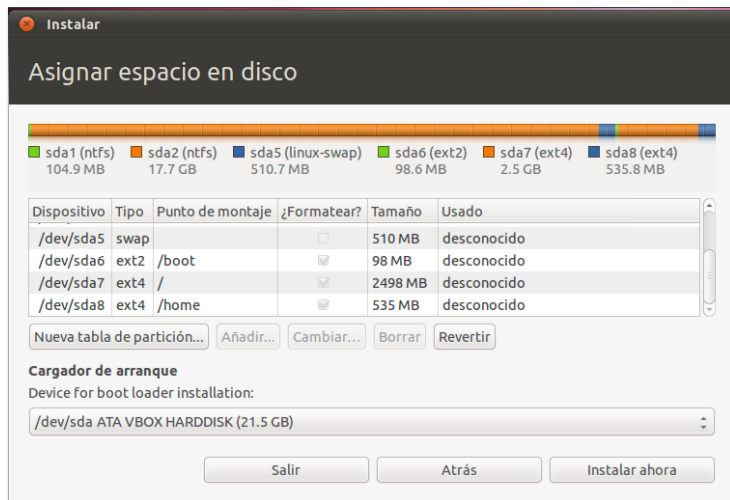 Instalar
Asignar espacio en disco
sda1 (ntfs) sda2 (ntfs) sda5 (linux-swap) sda6 (ext2) sda7 (ext4) sda8 (ext4)
104.9 MB 17.7 GB 510.7 MB 98.6 MB 2.5 GB 535.8 MB
Dispositivo Tipo Punto de montaje ¿Formatear? Tamaño Usado
/dev/sda5 swap 510 MB desconocido
/dev/sda6 ext2 /boot 98 MB desconocido
/dev/sda7 ext4 / 2498 MB desconocido
/dev/sda8 ext4 /home 535 MB desconocido
Nueva tabla de partición... Añadir... Cambiar... Borrar Revertir
Cargador de arranque
Device for boot loader installation:
/dev/sda ATA VBOX HARDDISK (21.5 GB)
Salir Atrás Instalar ahora